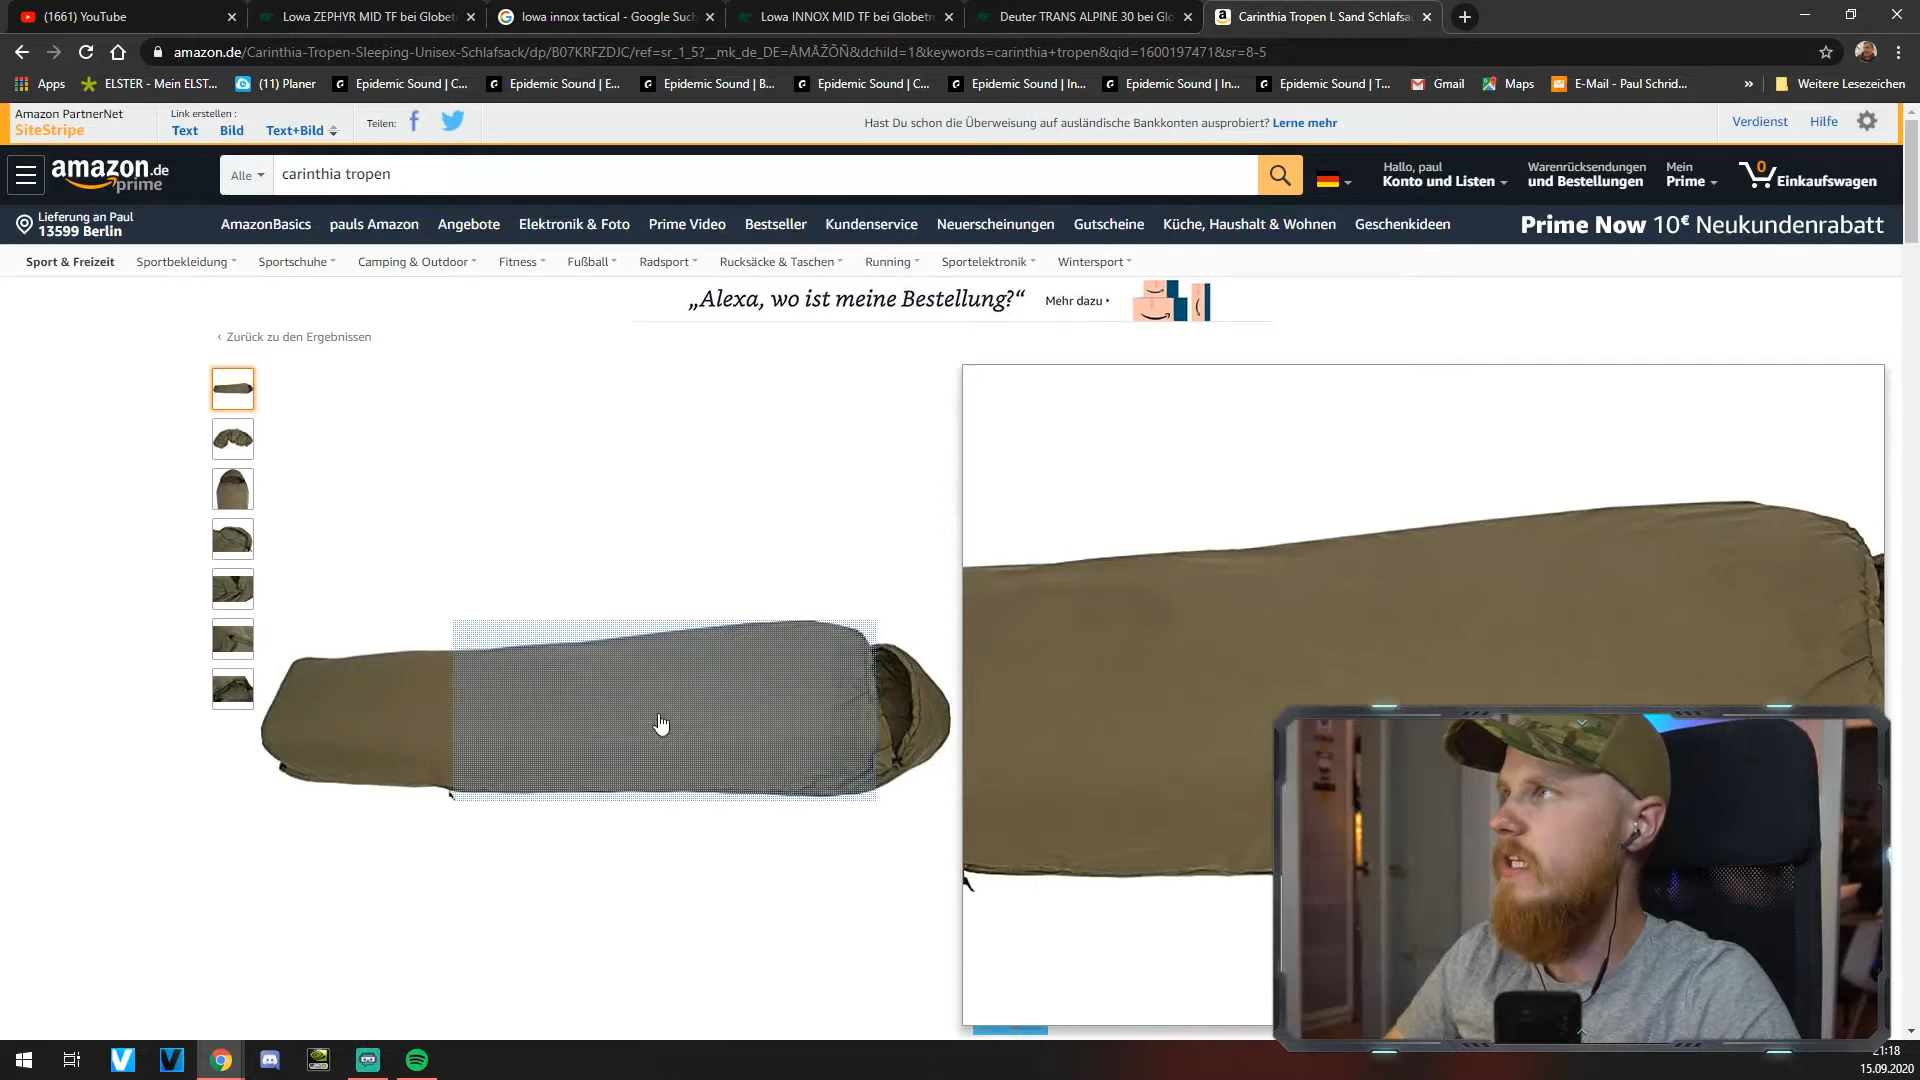 (1661) YouTube
Lowa ZEPHYR MID TF bei Globet
lowa innox tactical - Google Such
Lowa INNOX MID TF bei Globetro
Deuter TRANS ALPINE 30 bei Glo
Carinthia Tropen L Sand Schlafsa
amazon.de/Carinthia-Tropen-Sleeping-Unisex-Schlafsack/dp/B07KRFZDJC/ref=sr_1_5?__mk_de_DE=ÅMÅŽÕÑ&dchild=1&keywords=carinthia+tropen&qid=1600197471&sr=8-5
Apps
ELSTER - Mein ELST...
(11) Planer
Epidemic Sound | C...
Epidemic Sound | E...
Epidemic Sound | B...
Epidemic Sound | C...
Epidemic Sound | In...
Epidemic Sound | In...
Epidemic Sound | T...
Gmail
Maps
E-Mail - Paul Schrid...
»
Weitere Lesezeichen
Amazon PartnerNet
SiteStripe
Link erstellen :
Text
Bild
Text+Bild
Teilen:
Hast Du schon die Überweisung auf ausländische Bankkonten ausprobiert? Lerne mehr
Verdienst
Hilfe
amazon.de
prime
Alle
carinthia tropen
Hallo, paul
Konto und Listen
Warenrücksendungen
und Bestellungen
Mein
Prime
0
Einkaufswagen
Lieferung an Paul
13599 Berlin
AmazonBasics
pauls Amazon
Angebote
Elektronik & Foto
Prime Video
Bestseller
Kundenservice
Neuerscheinungen
Gutscheine
Küche, Haushalt & Wohnen
Geschenkideen
Prime Now 10€ Neukundenrabatt
Sport & Freizeit
Sportbekleidung
Sportschuhe
Camping & Outdoor
Fitness
Fußball
Radsport
Rucksäcke & Taschen
Running
Sportelektronik
Wintersport
„Alexa, wo ist meine Bestellung?“
Mehr dazu
‹ Zurück zu den Ergebnissen
21:18
15.09.2020